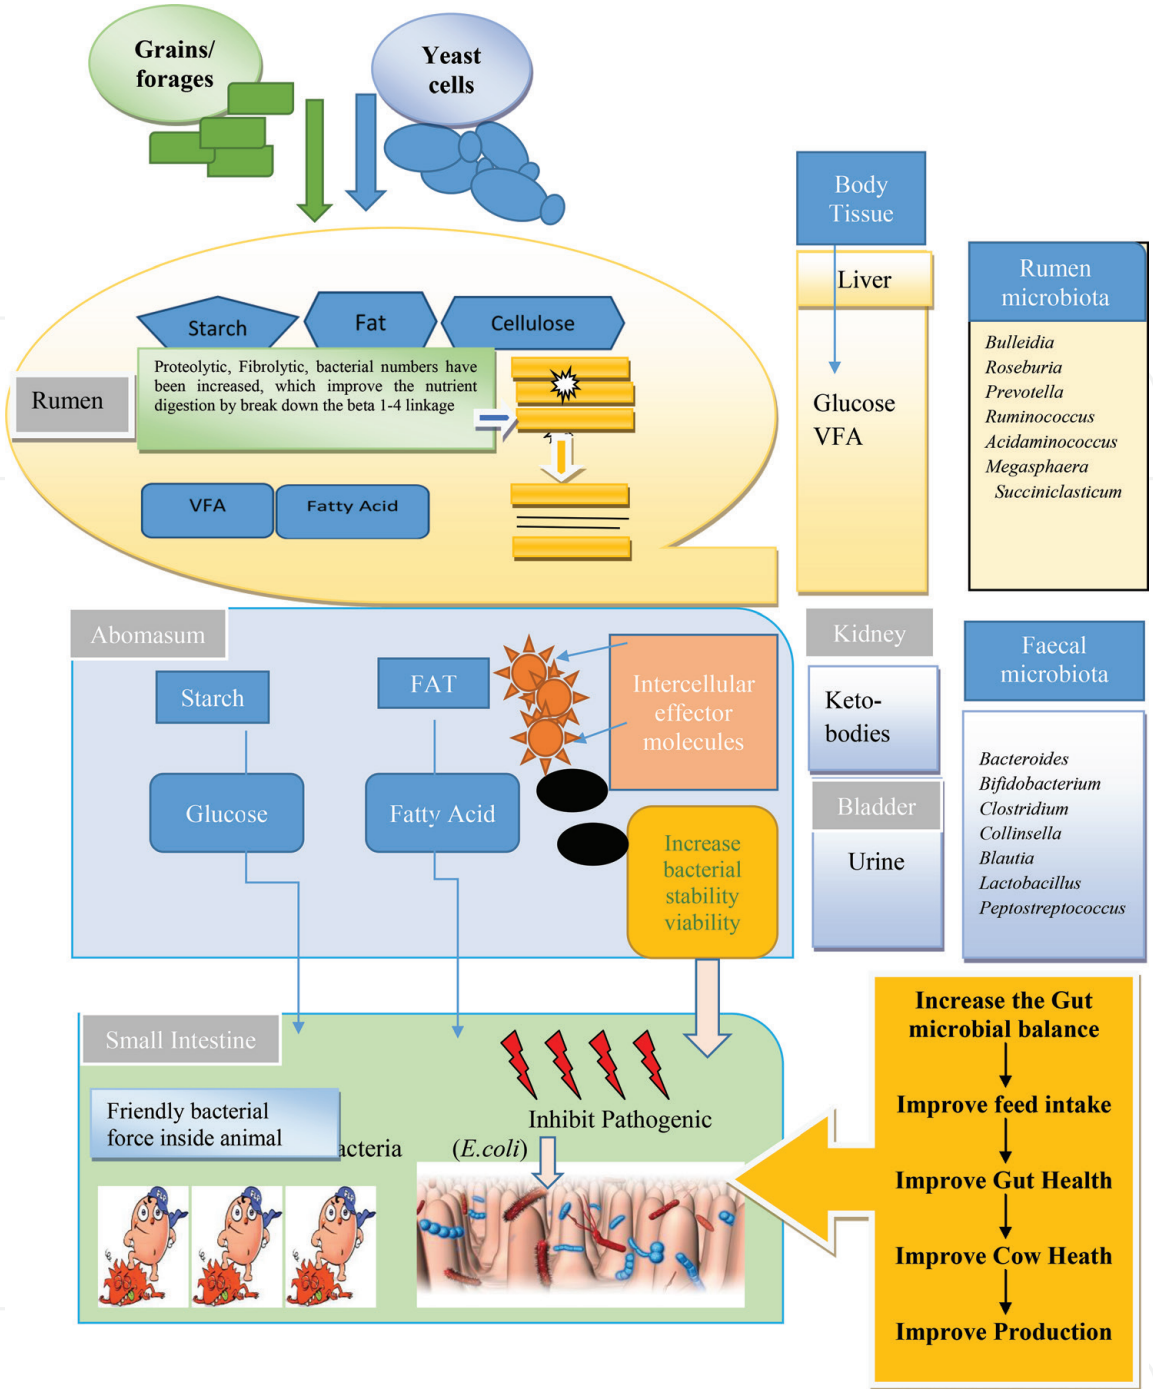 Grains/
forages
Yeast
cells
Starch
Fat
Cellulose
Rumen
Proteolytic, Fibrolytic, bacterial numbers have
been increased, which improve the nutrient
digestion by break down the beta 1-4 linkage
VFA
Fatty Acid
Body
Tissue
Liver
Glucose
VFA
Rumen
microbiota
Bulleidia
Roseburia
Prevotella
Ruminococcus
Acidaminococcus
Megasphaera
Succiniclasticum
Abomasum
Starch
FAT
Glucose
Fatty Acid
Intercellular
effector
molecules
Increase
bacterial
stability
viability
Kidney
Keto-
bodies
Bladder
Urine
Faecal
microbiota
Bacteroides
Bifidobacterium
Clostridium
Collinsella
Blautia
Lactobacillus
Peptostreptococcus
Small Intestine
Inhibit Pathogenic
Friendly bacterial
force inside animal
acteria (E.coli)
FLF
FLF
FLF
Increase the Gut
microbial balance
Improve feed intake
Improve Gut Health
Improve Cow Heath
Improve Production